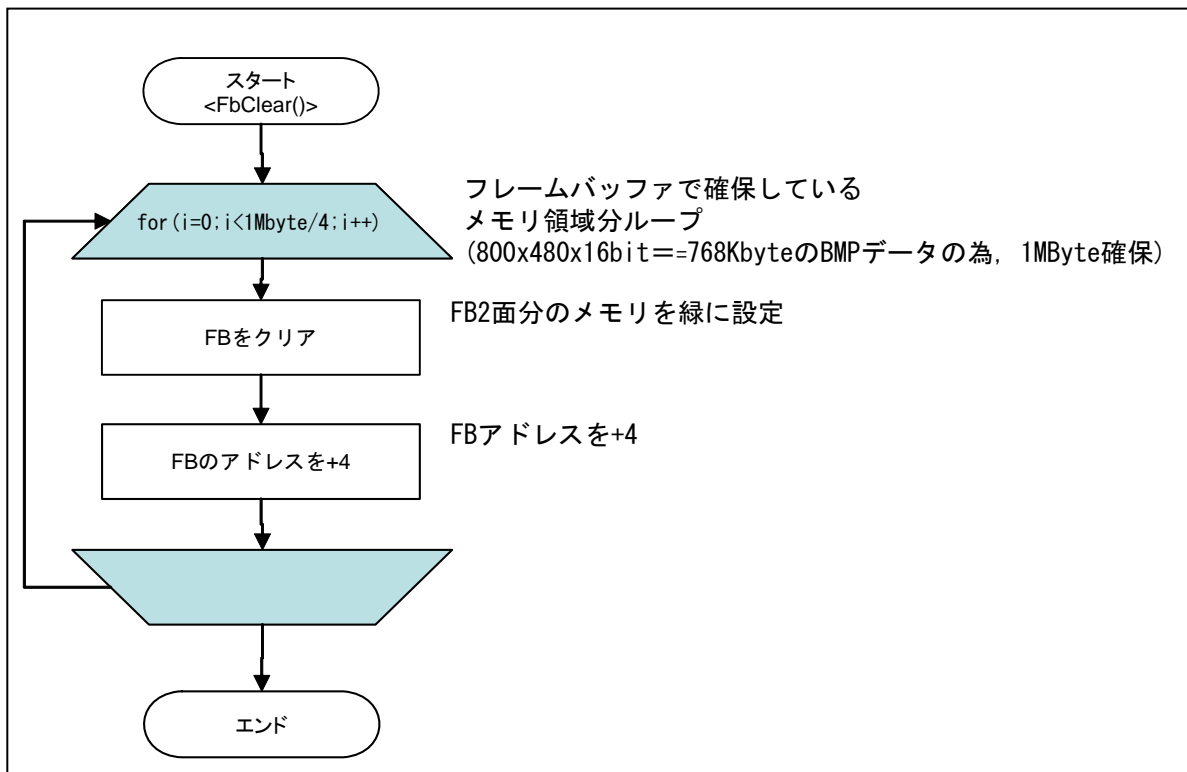 スタート
<FbClear()>
for(i=0;i<1Mbyte/4;i++)
フレームバッファで確保している
メモリ領域分ループ
(800x480x16bit＝=768KbyteのBMPデータの為, 1MByte確保)
FBをクリア
FB2面分のメモリを緑に設定
FBのアドレスを+4
FBアドレスを+4
エンド